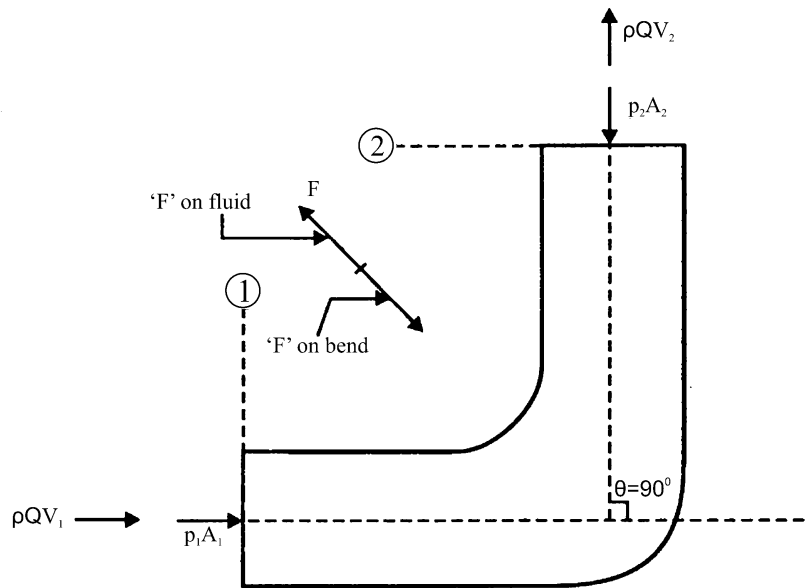 ρQV₂
p₂A₂
2
F
'F' on fluid
1
'F' on bend
θ=90⁰
ρQV₁
p₁A₁